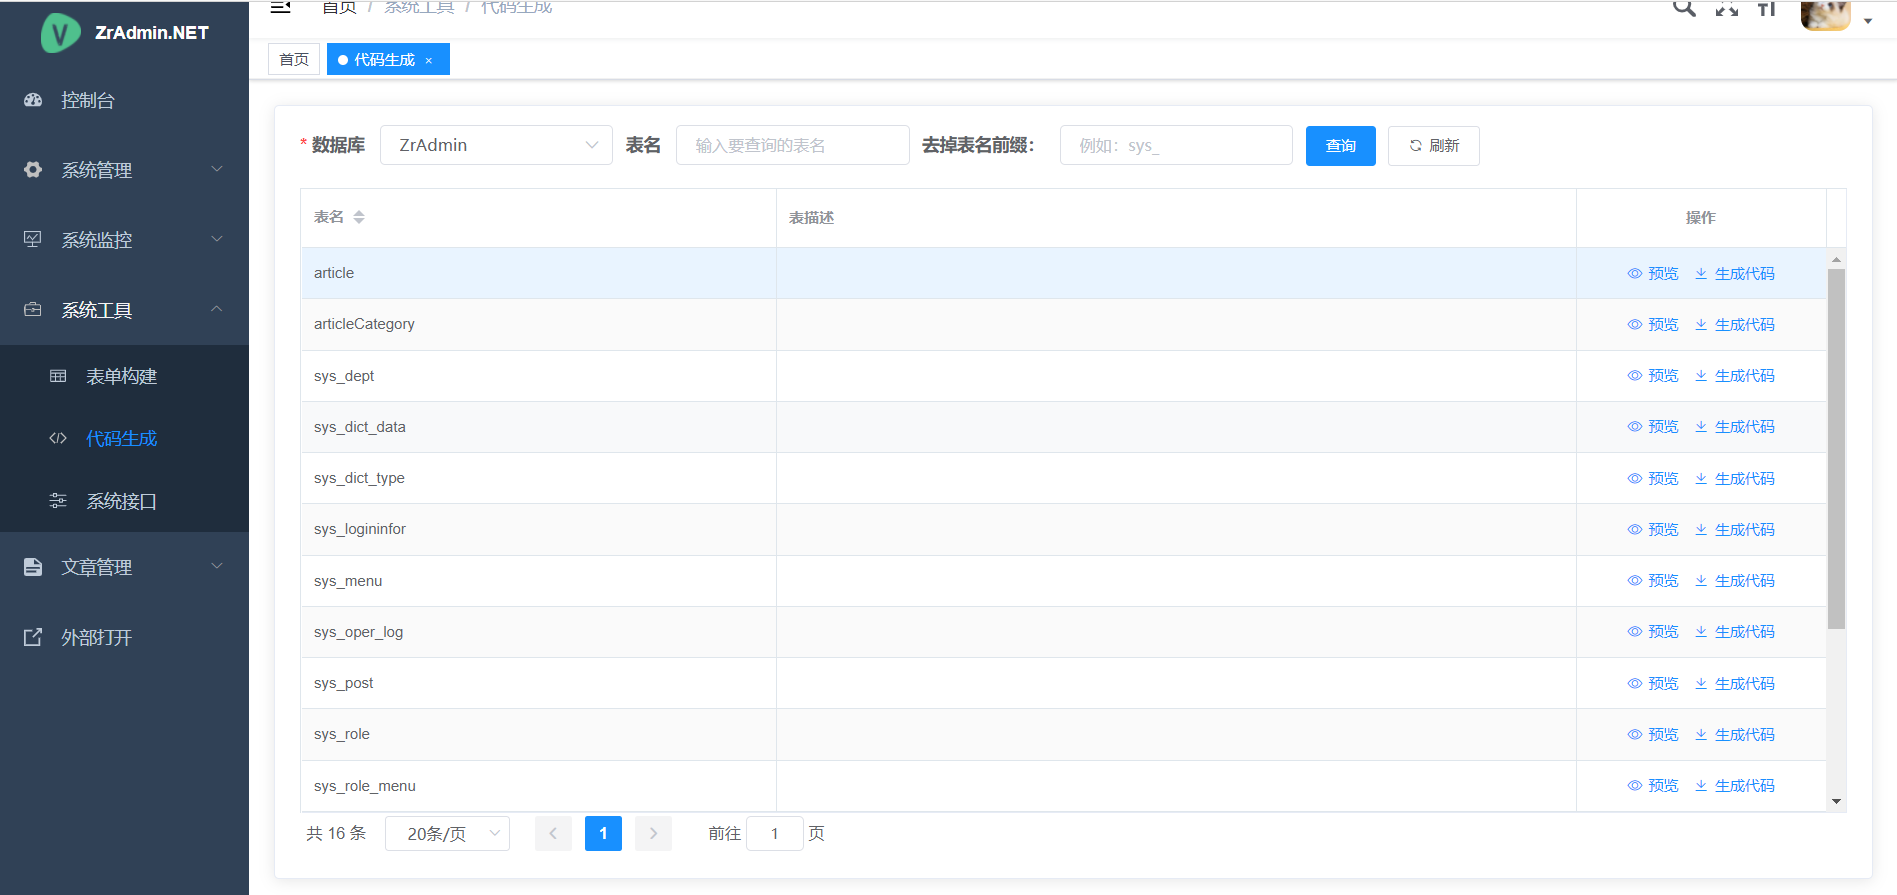 ZrAdmin.NET
控制台
系统管理
系统监控
系统工具
表单构建
代码生成
系统接口
文章管理
外部打开
首页 / 系统工具 / 代码生成
首页 代码生成 ×
* 数据库 ZrAdmin 表名 输入要查询的表名 去掉表名前缀： 例如：sys_ 查询 刷新
表名 表描述 操作
article 预览 生成代码
articleCategory 预览 生成代码
sys_dept 预览 生成代码
sys_dict_data 预览 生成代码
sys_dict_type 预览 生成代码
sys_logininfor 预览 生成代码
sys_menu 预览 生成代码
sys_oper_log 预览 生成代码
sys_post 预览 生成代码
sys_role 预览 生成代码
sys_role_menu 预览 生成代码
共 16 条 20条/页 1 前往 1 页